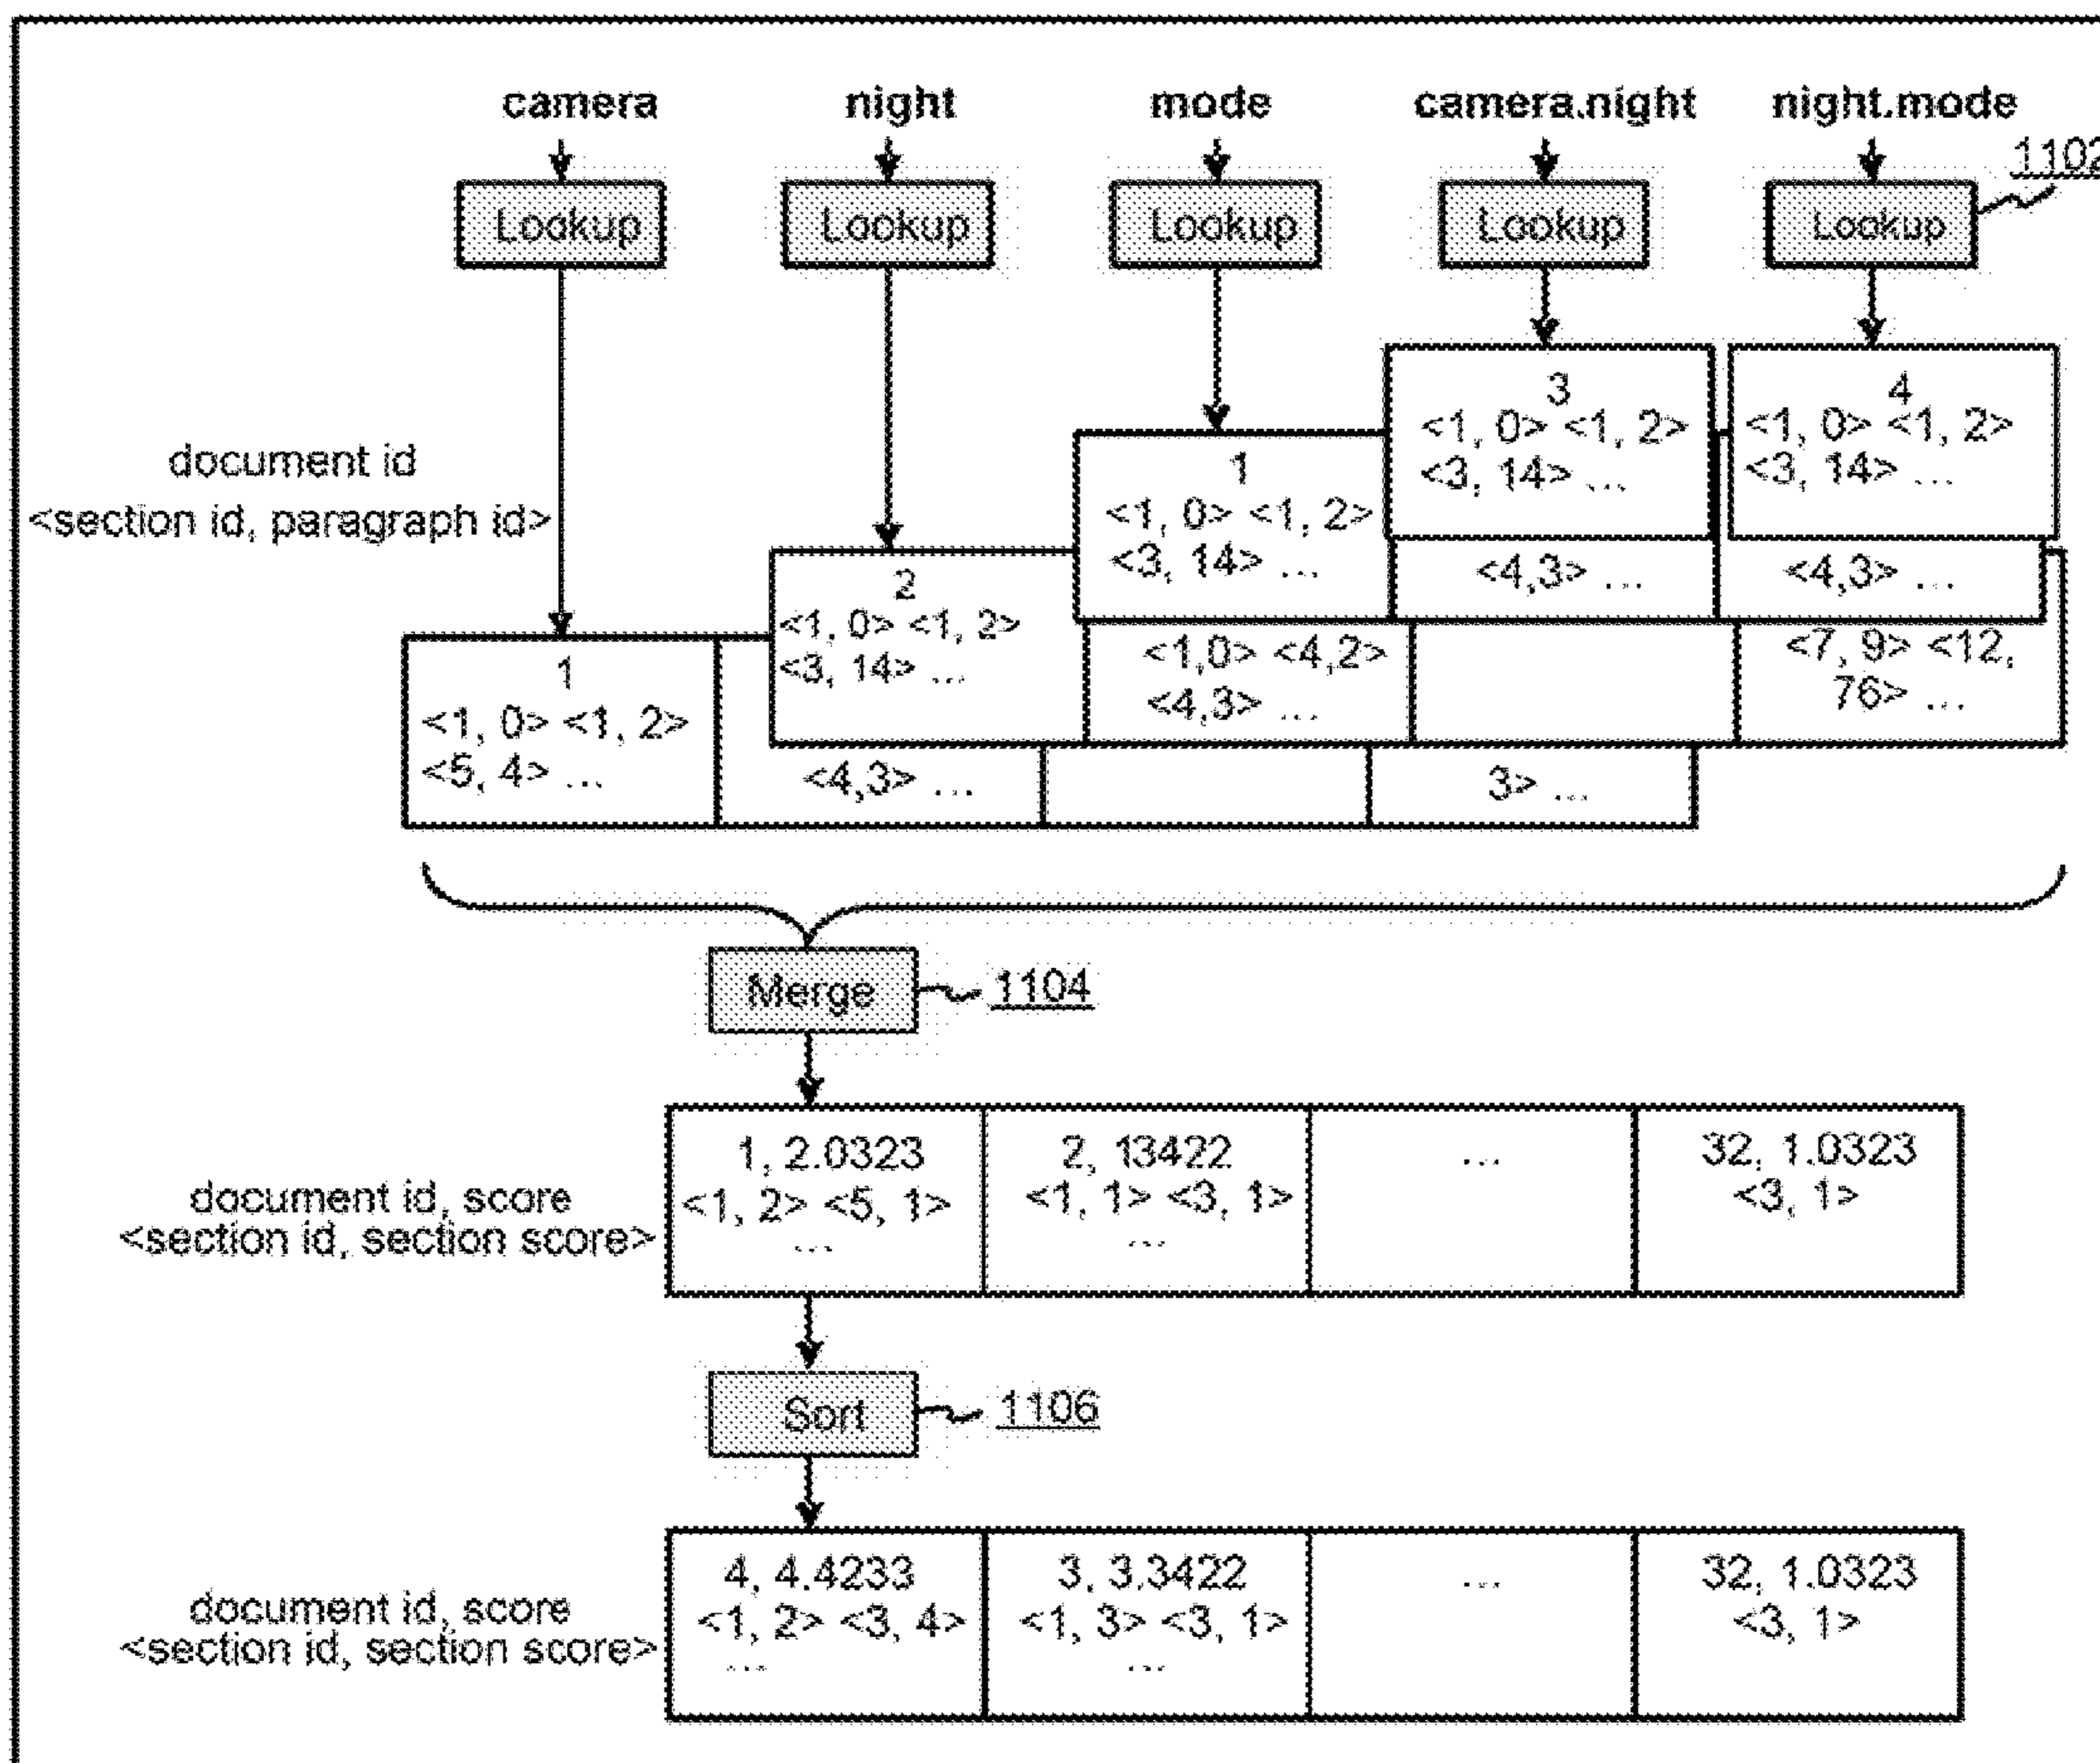 camera night mode camera.night night.mode
1102
Lookup Lookup Lookup Lookup Lookup
document id
<section id, paragraph id>
3
<1, 0> <1, 2>
<3, 14> ...
4
<1, 0> <1, 2>
<3, 14> ...
1
<1, 0> <1, 2>
<3, 14> ...
<4,3> ...
<4,3> ...
2
<1, 0> <1, 2>
<3, 14> ...
<1,0> <4,2>
<4,3> ...
<7, 9> <12,
76> ...
1
<1, 0> <1, 2>
<5, 4> ...
<4,3> ...
3> ...
Merge
1104
document id, score
<section id, section score>
1, 2.0323
<1, 2> <5, 1>
...
2, 13422
<1, 1> <3, 1>
...
...
32, 1.0323
<3, 1>
Sort
1106
document id, score
<section id, section score>
4, 4.4233
<1, 2> <3, 4>
...
3, 3.3422
<1, 3> <3, 1>
...
...
32, 1.0323
<3, 1>